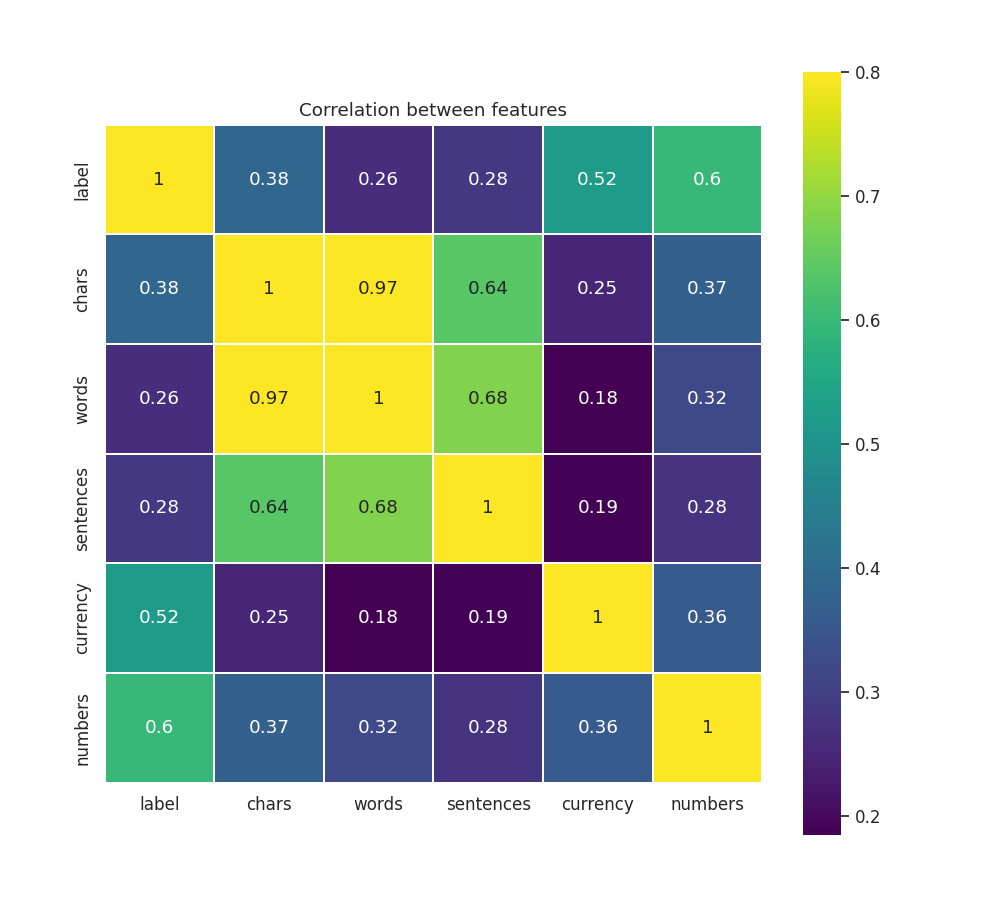 Correlation between features
label 1 0.38 0.26 0.28 0.52 0.6
chars 0.38 1 0.97 0.64 0.25 0.37
words 0.26 0.97 1 0.68 0.18 0.32
sentences 0.28 0.64 0.68 1 0.19 0.28
currency 0.52 0.25 0.18 0.19 1 0.36
numbers 0.6 0.37 0.32 0.28 0.36 1
label chars words sentences currency numbers
0.8
0.7
0.6
0.5
0.4
0.3
0.2